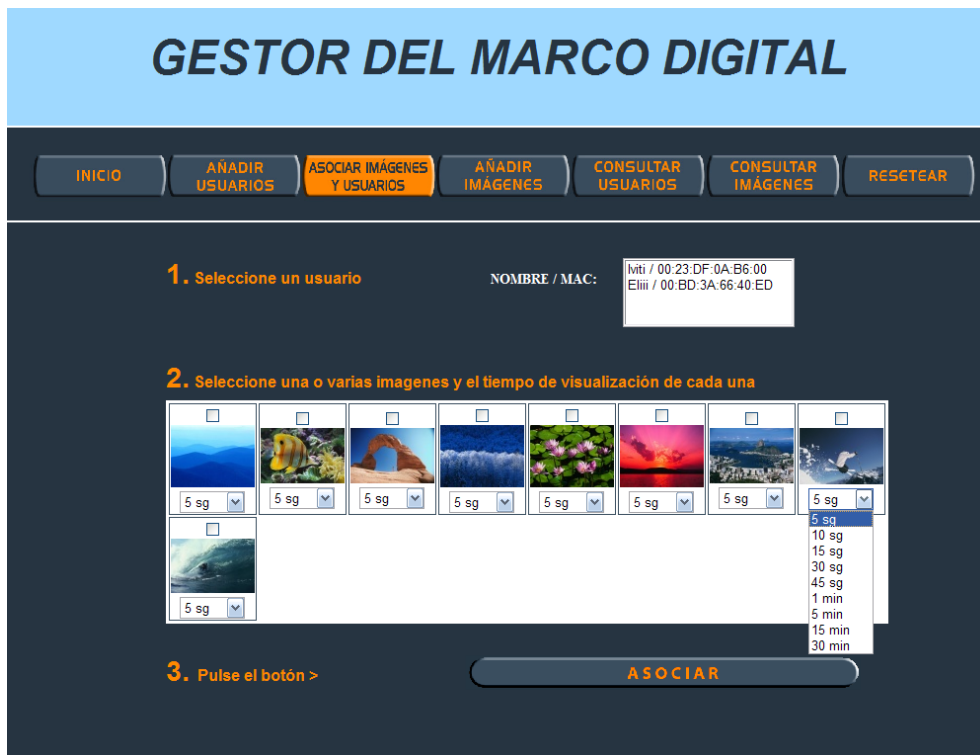 GESTOR DEL MARCO DIGITAL
INICIO
AÑADIR
USUARIOS
ASOCIAR IMÁGENES
Y USUARIOS
AÑADIR
IMÁGENES
CONSULTAR
USUARIOS
CONSULTAR
IMÁGENES
RESETEAR
1. Seleccione un usuario
NOMBRE / MAC:
Iviti / 00:23:DF:0A:B6:00
Eliii / 00:BD:3A:66:40:ED
2. Seleccione una o varias imagenes y el tiempo de visualización de cada una
5 sg
5 sg
5 sg
5 sg
5 sg
5 sg
5 sg
5 sg
5 sg
10 sg
15 sg
30 sg
45 sg
1 min
5 min
15 min
30 min
5 sg
3. Pulse el botón >
ASOCIAR